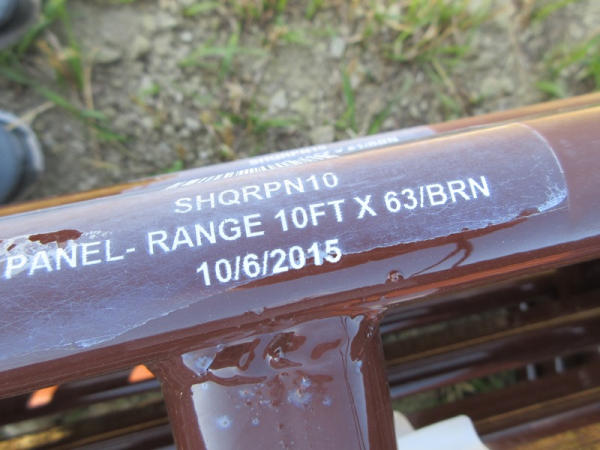 SHQRPN10
PANEL- RANGE 10FT X 63/BRN
10/6/2015